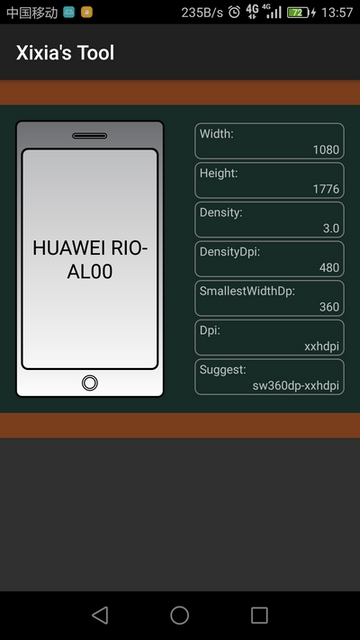 中国移动 235B/s 4G 4G 72 13:57
Xixia's Tool
HUAWEI RIO-
AL00
Width:
1080
Height:
1776
Density:
3.0
DensityDpi:
480
SmallestWidthDp:
360
Dpi:
xxhdpi
Suggest:
sw360dp-xxhdpi